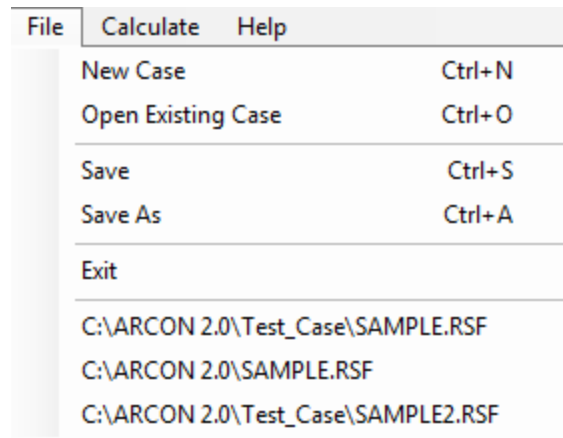 File Calculate Help
New Case Ctrl+N
Open Existing Case Ctrl+O
Save Ctrl+S
Save As Ctrl+A
Exit
C:\ARCON 2.0\Test_Case\SAMPLE.RSF
C:\ARCON 2.0\SAMPLE.RSF
C:\ARCON 2.0\Test_Case\SAMPLE2.RSF